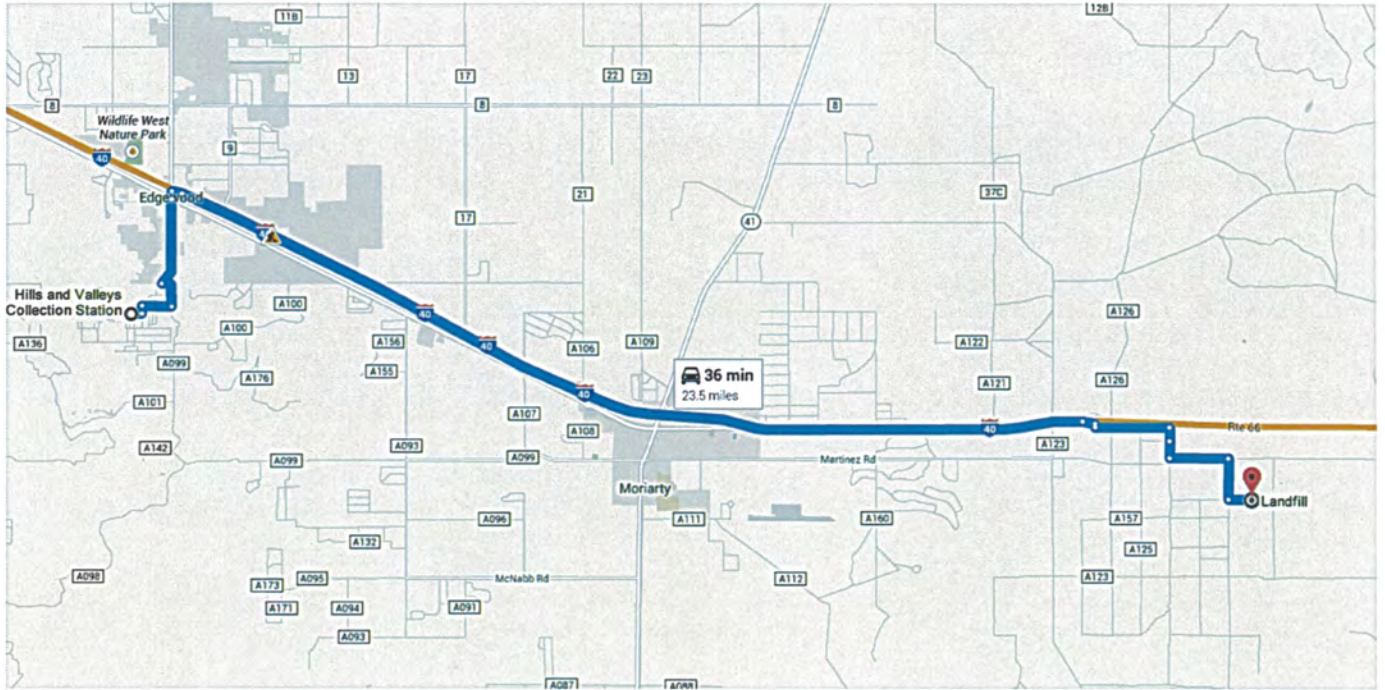 11B
12B
13
17
22
23
8
8
8
Wildlife West
Nature Park
40
9
Edgewood
21
37C
17
41
40
Hills and Valleys
Collection Station
A100
40
A126
A136
A100
A156
40
A106
A109
A122
A099
A176
A155
36 min
23.5 miles
A121
A126
A101
40
A107
A108
40
Rte 66
A142
A093
A123
A099
A099
Martinez Rd
Moriarty
Landfill
A096
A111
A160
A157
A132
A125
A098
A173
A095
McNabb Rd
A112
A123
A171
A094
A091
A093
A087
A088